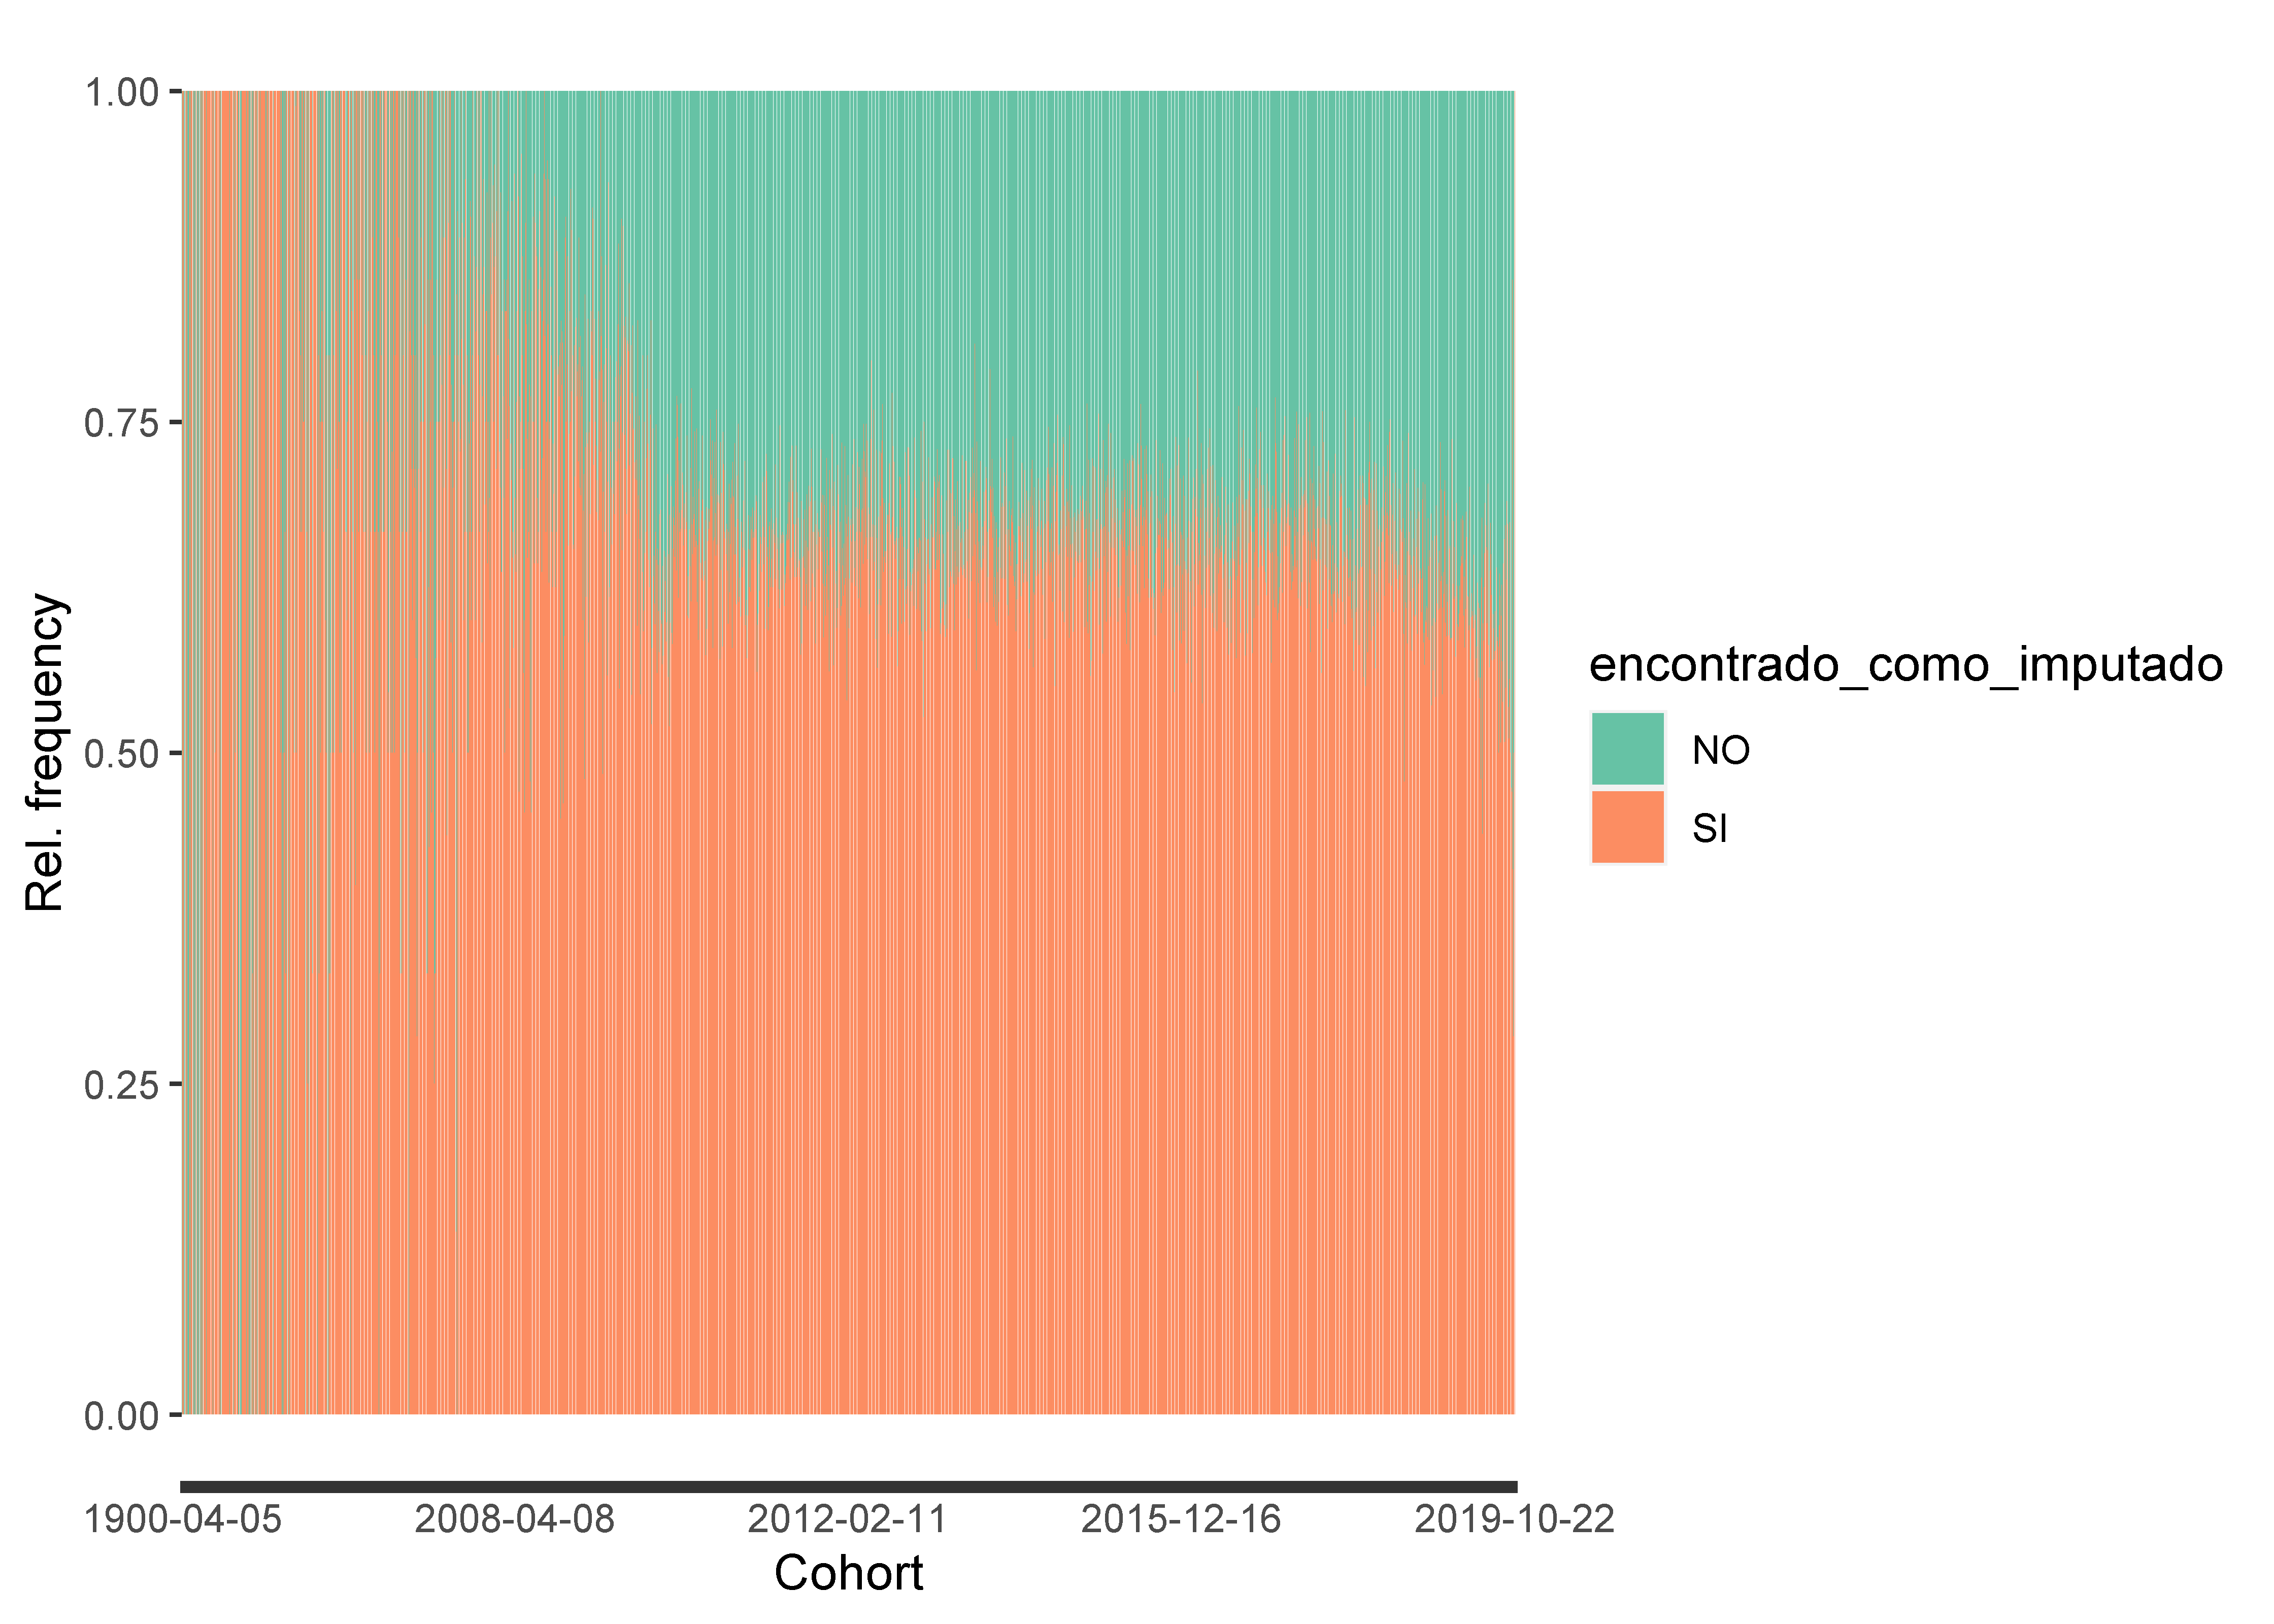 1.00
0.75
0.50
0.25
0.00
Rel. frequency
1900-04-05
2008-04-08
2012-02-11
2015-12-16
2019-10-22
Cohort
encontrado_como_imputado
NO
SI